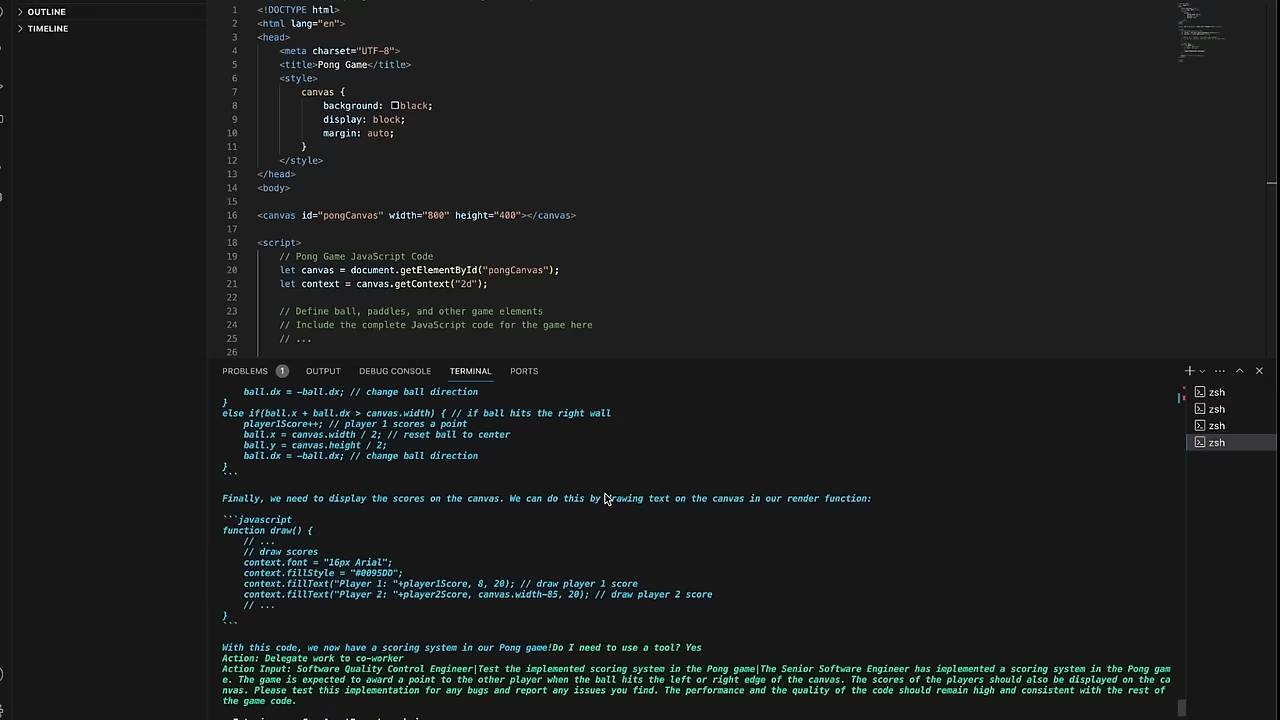 OUTLINE
TIMELINE
1 <!DOCTYPE html>
2 <html lang="en">
3 <head>
4 <meta charset="UTF-8">
5 <title>Pong Game</title>
6 <style>
7 canvas {
8 background: black;
9 display: block;
10 margin: auto;
11 }
12 </style>
13 </head>
14 <body>
15
16 <canvas id="pongCanvas" width="800" height="400"></canvas>
17
18 <script>
19 // Pong Game JavaScript Code
20 let canvas = document.getElementById("pongCanvas");
21 let context = canvas.getContext("2d");
22
23 // Define ball, paddles, and other game elements
24 // Include the complete JavaScript code for the game here
25 // ...
26
PROBLEMS 1 OUTPUT DEBUG CONSOLE TERMINAL PORTS
zsh
zsh
zsh
zsh
ball.dx = -ball.dx; // change ball direction
}
else if(ball.x + ball.dx > canvas.width) { // if ball hits the right wall
player1Score++; // player 1 scores a point
ball.x = canvas.width / 2; // reset ball to center
ball.y = canvas.height / 2;
ball.dx = -ball.dx; // change ball direction
}
```
Finally, we need to display the scores on the canvas. We can do this by drawing text on the canvas in our render function:
```javascript
function draw() {
// ...
// draw scores
context.font = "16px Arial";
context.fillStyle = "#0095DD";
context.fillText("Player 1: "+player1Score, 8, 20); // draw player 1 score
context.fillText("Player 2: "+player2Score, canvas.width-85, 20); // draw player 2 score
// ...
}
```
With this code, we now have a scoring system in our Pong game!Do I need to use a tool? Yes
Action: Delegate work to co-worker
Action Input: Software Quality Control Engineer|Test the implemented scoring system in the Pong game|The Senior Software Engineer has implemented a scoring system in the Pong gam
e. The game is expected to award a point to the other player when the ball hits the left or right edge of the canvas. The scores of the players should also be displayed on the ca
nvas. Please test this implementation for any bugs and report any issues you find. The performance and the quality of the code should remain high and consistent with the rest of
the game code.